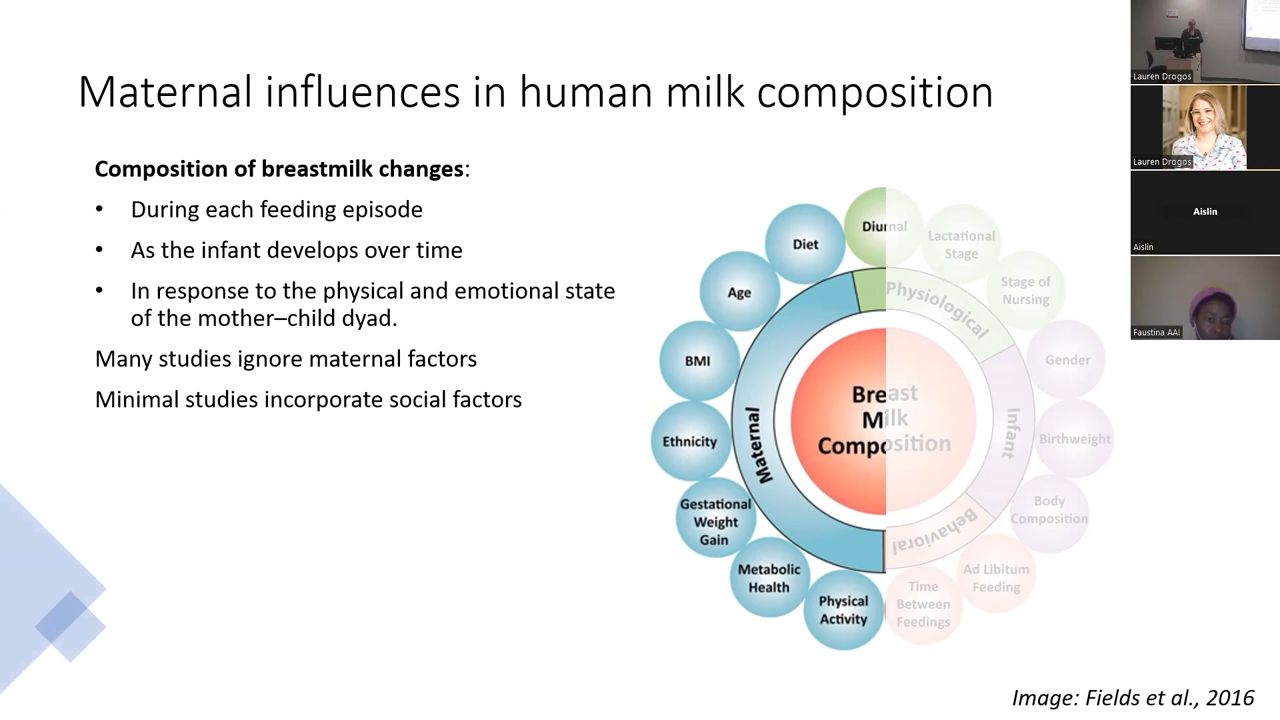 Maternal influences in human milk composition
Composition of breastmilk changes:
• During each feeding episode
• As the infant develops over time
• In response to the physical and emotional state
of the mother–child dyad.
Many studies ignore maternal factors
Minimal studies incorporate social factors
Diurnal
Lactational
Stage
Stage of
Nursing
Gender
Birthweight
Body
Composition
Ad Libitum
Feeding
Time
Between
Feedings
Physical
Activity
Metabolic
Health
Gestational
Weight
Gain
Ethnicity
BMI
Age
Diet
Physiological
Infant
Behavioral
Maternal
Breast
Milk
Composition
Image: Fields et al., 2016
Lauren Drogos
Lauren Drogos
Aislin
Aislin
Faustina AAI